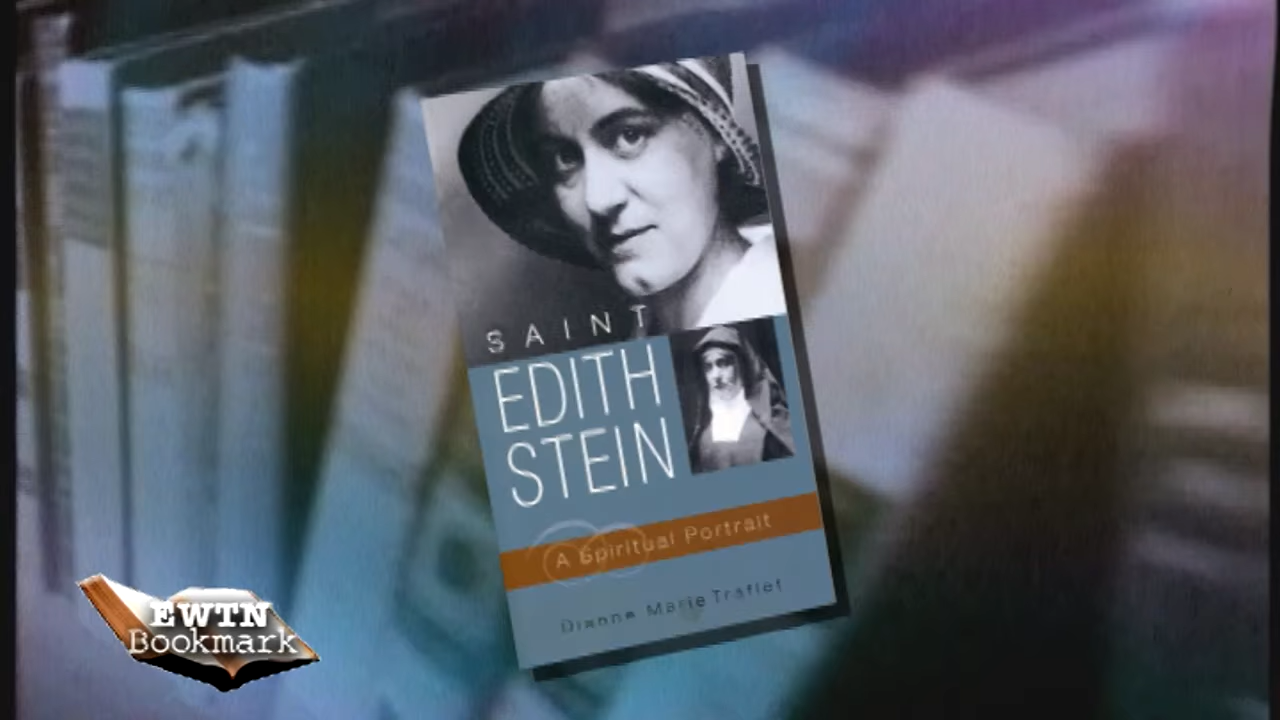 SAINT
EDITH
STEIN
A Spiritual Portrait
Dianne Marie Traflet
EWTN
Bookmark